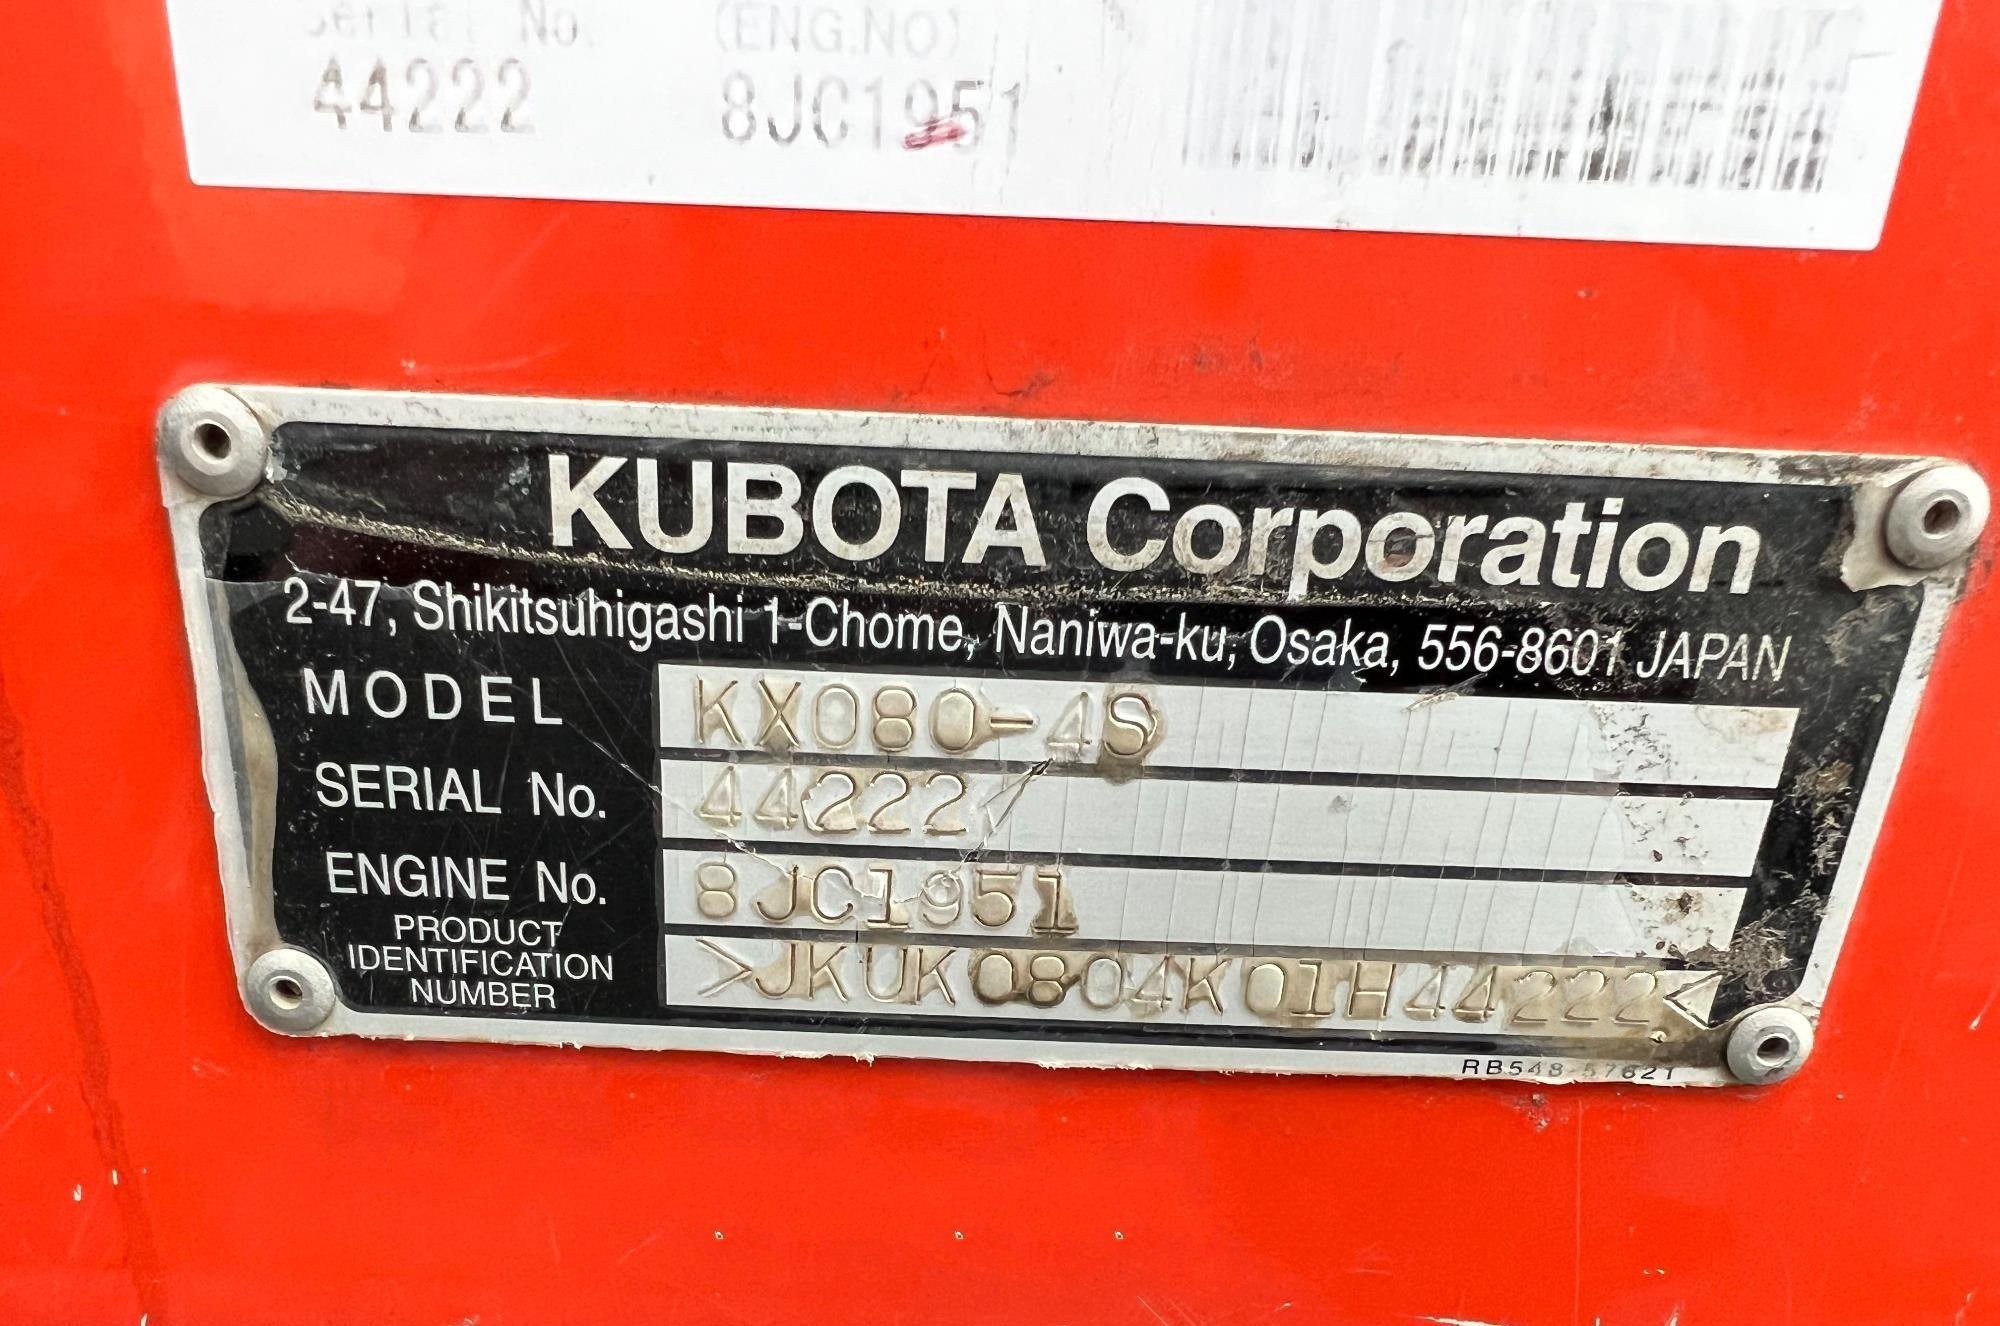 Serial No. (ENG.NO)
44222 8JC1951
KUBOTA Corporation
2-47, Shikitsuhigashi 1-Chome, Naniwa-ku, Osaka, 556-8601 JAPAN
MODEL KX080-4S
SERIAL No. 44222
ENGINE No. 8JC1951
PRODUCT
IDENTIFICATION
NUMBER >JKUK0804K01H44222<
RB548-57621